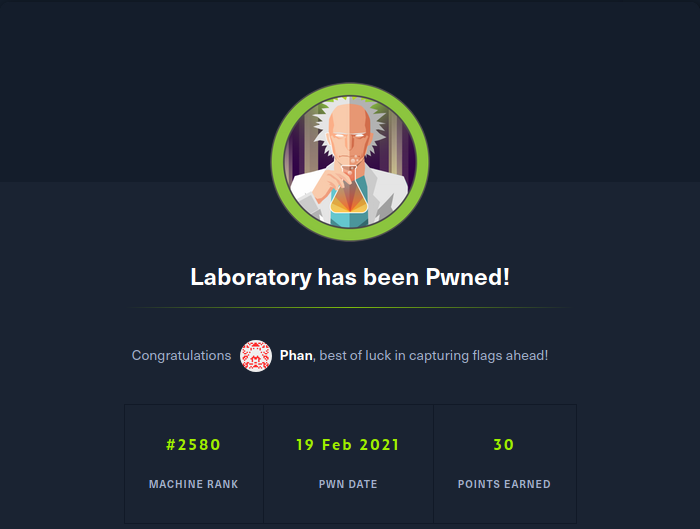 Laboratory has been Pwned!
Congratulations Phan, best of luck in capturing flags ahead!
#2580 19 Feb 2021 30
MACHINE RANK PWN DATE POINTS EARNED